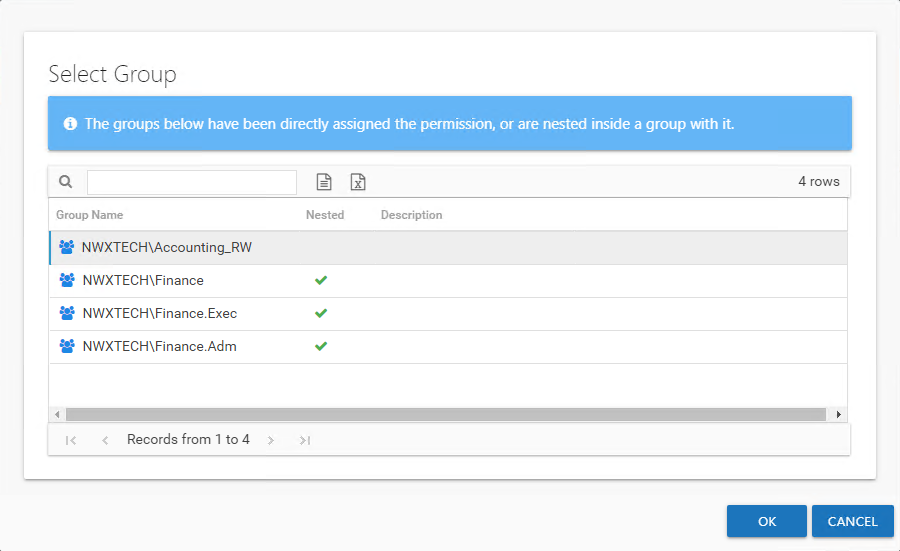 Select Group
The groups below have been directly assigned the permission, or are nested inside a group with it.
4 rows
Group Name Nested Description
NWXTECH\Accounting_RW
NWXTECH\Finance
NWXTECH\Finance.Exec
NWXTECH\Finance.Adm
Records from 1 to 4
OK CANCEL